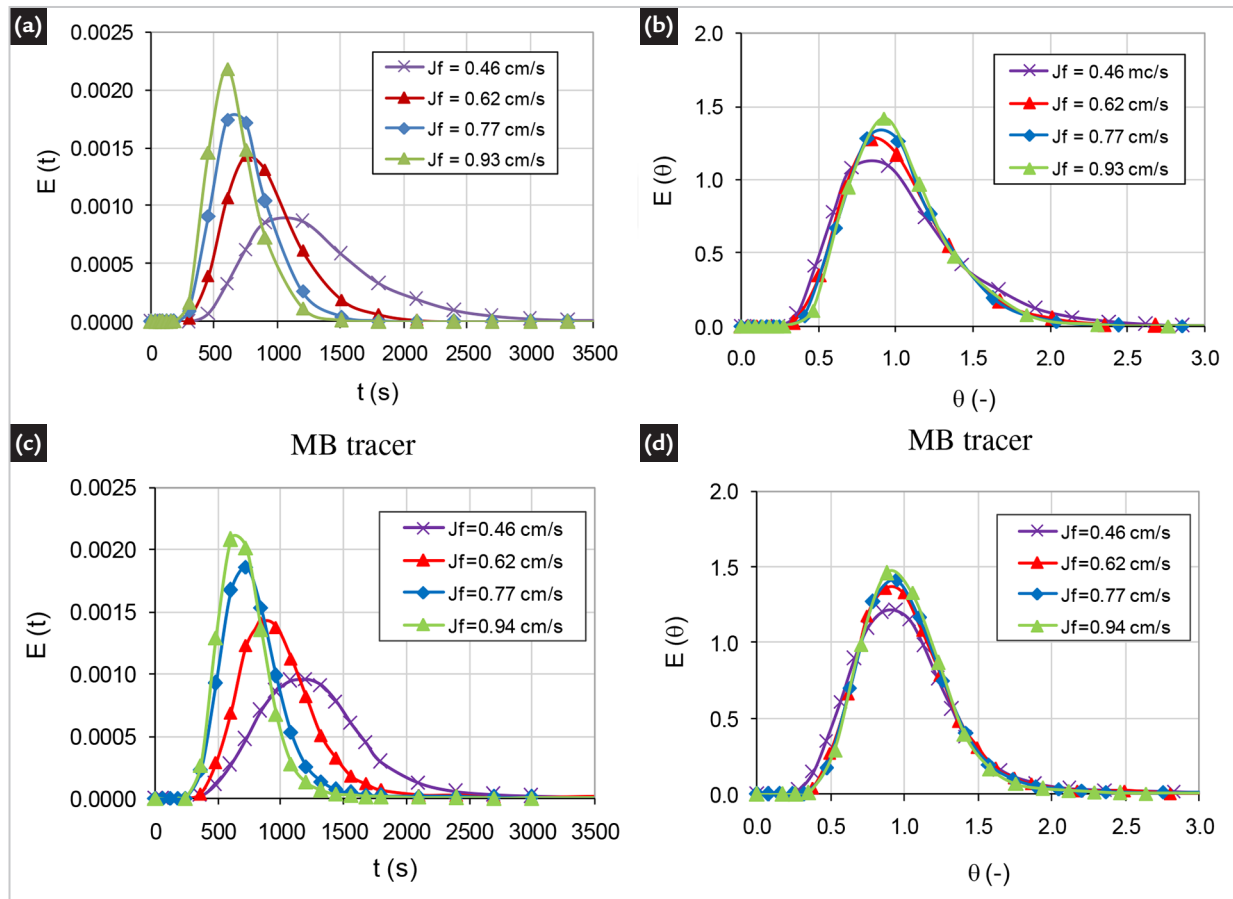 (a)
0.0025
0.0020
0.0015
0.0010
0.0005
0.0000
E (t)
Jf = 0.46 cm/s
Jf = 0.62 cm/s
Jf = 0.77 cm/s
Jf = 0.93 cm/s
0 500 1000 1500 2000 2500 3000 3500
t (s)
(b)
2.0
1.5
1.0
0.5
0.0
E (θ)
Jf = 0.46 mc/s
Jf = 0.62 cm/s
Jf = 0.77 cm/s
Jf = 0.93 cm/s
0.0 0.5 1.0 1.5 2.0 2.5 3.0
θ (-)
(c)
MB tracer
0.0025
0.0020
0.0015
0.0010
0.0005
0.0000
E (t)
Jf=0.46 cm/s
Jf=0.62 cm/s
Jf=0.77 cm/s
Jf=0.94 cm/s
0 500 1000 1500 2000 2500 3000 3500
t (s)
(d)
MB tracer
2.0
1.5
1.0
0.5
0.0
E (θ)
Jf=0.46 cm/s
Jf=0.62 cm/s
Jf=0.77 cm/s
Jf=0.94 cm/s
0.0 0.5 1.0 1.5 2.0 2.5 3.0
θ (-)